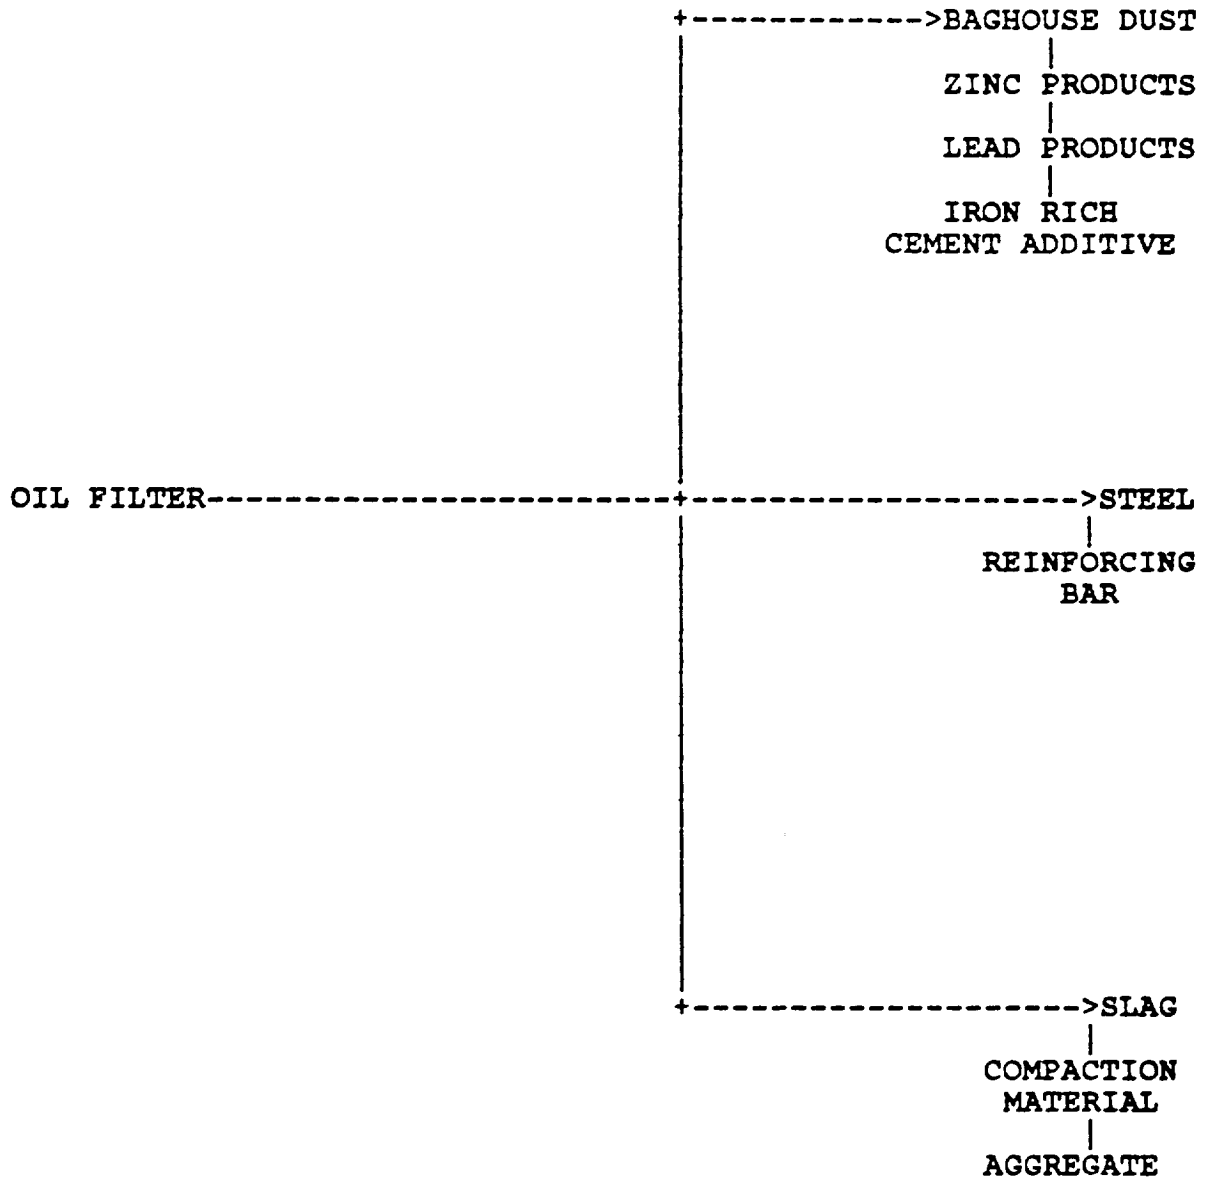 +------------>BAGHOUSE DUST
ZINC PRODUCTS
LEAD PRODUCTS
IRON RICH
CEMENT ADDITIVE
OIL FILTER------------------------+-------------------->STEEL
REINFORCING
BAR
+--------------------->SLAG
COMPACTION
MATERIAL
AGGREGATE